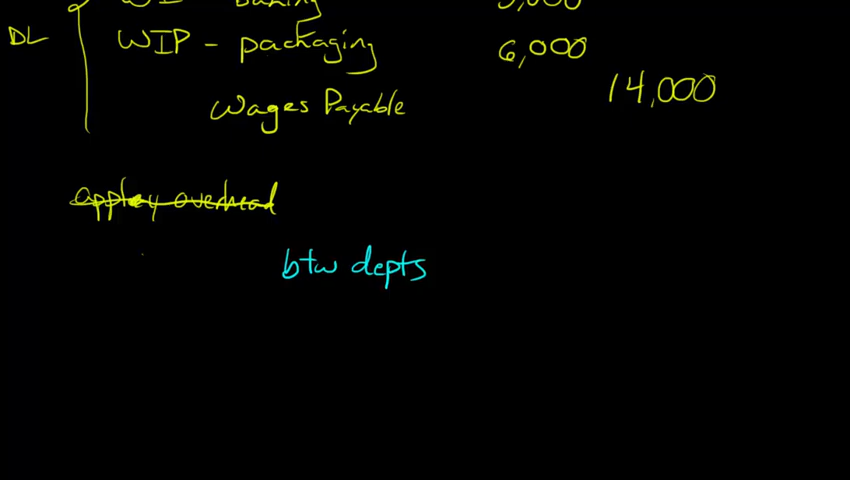 WIP - packaging 6,000
DL
Wages Payable 14,000
apply overhead
btw depts